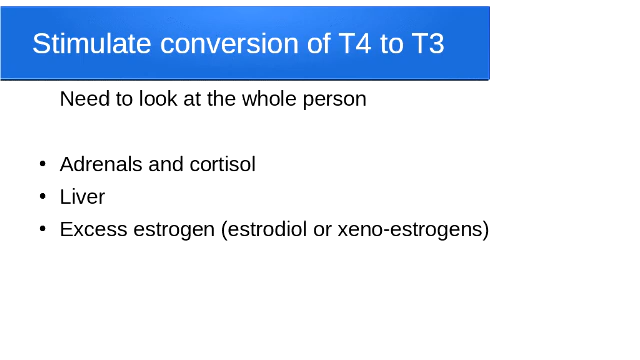 Stimulate conversion of T4 to T3
Need to look at the whole person
• Adrenals and cortisol
• Liver
• Excess estrogen (estrodiol or xeno-estrogens)